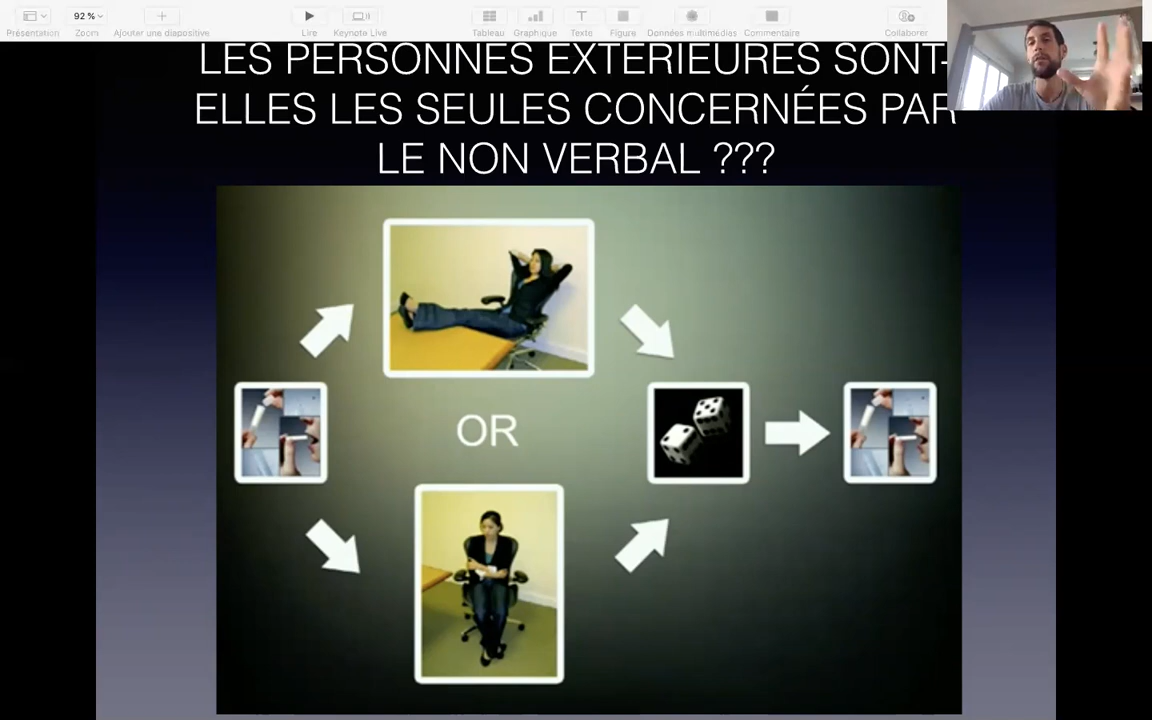 92 %
Présentation Zoom Ajouter une diapositive Lire Keynote Live Tableau Graphique Texte Figure Données multimédias Commentaire Collaborer
LES PERSONNES EXTERIEURES SONT-
ELLES LES SEULES CONCERNÉES PAR
LE NON VERBAL ???
OR